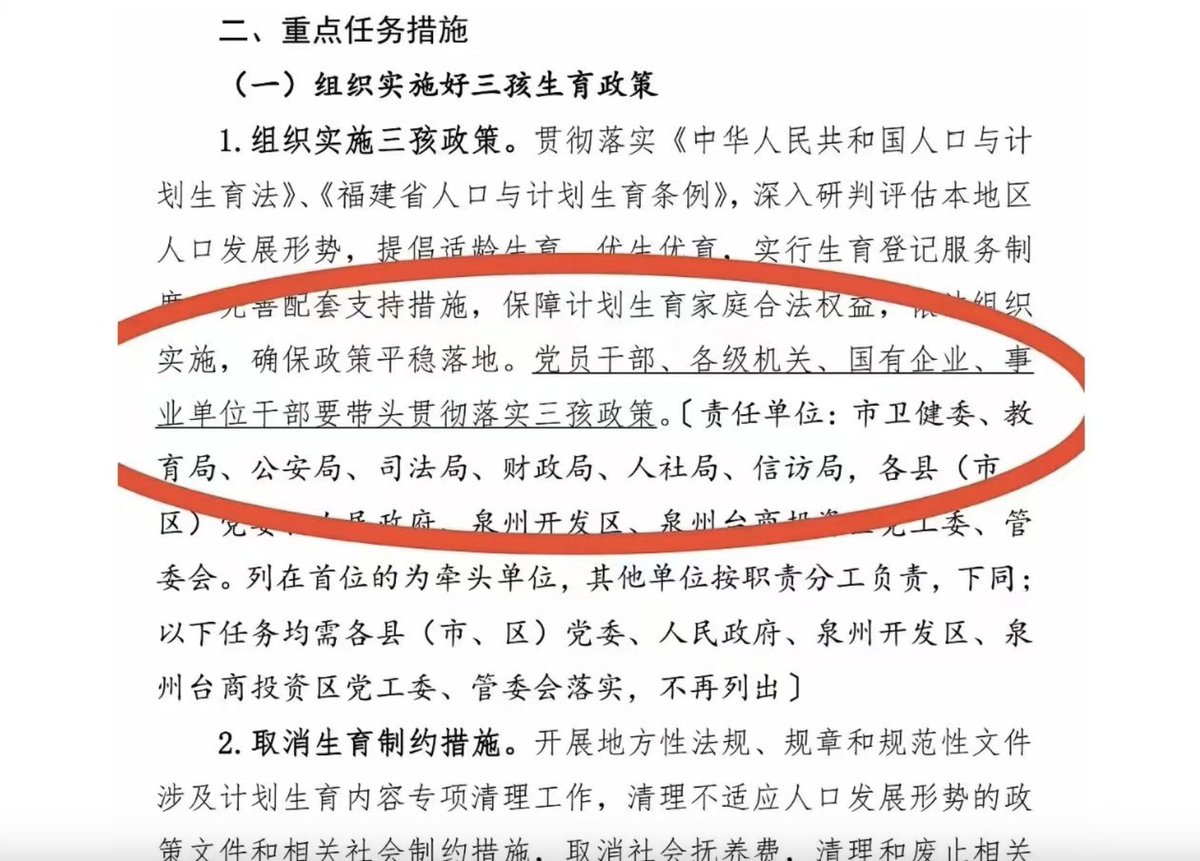 二、重点任务措施
（一）组织实施好三孩生育政策
1.组织实施三孩政策。贯彻落实《中华人民共和国人口与计
划生育法》、《福建省人口与计划生育条例》，深入研判评估本地区
人口发展形势，提倡适龄生育、优生优育，实行生育登记服务制
度，完善配套支持措施，保障计划生育家庭合法权益，依法组织
实施，确保政策平稳落地。党员干部、各级机关、国有企业、事
业单位干部要带头贯彻落实三孩政策。〔责任单位：市卫健委、教
育局、公安局、司法局、财政局、人社局、信访局，各县（市、
区）党委和人民政府、泉州开发区、泉州台商投资区党工委、管
委会。列在首位的为牵头单位，其他单位按职责分工负责，下同；
以下任务均需各县（市、区）党委、人民政府、泉州开发区、泉
州台商投资区党工委、管委会落实，不再列出〕
2.取消生育制约措施。开展地方性法规、规章和规范性文件
涉及计划生育内容专项清理工作，清理不适应人口发展形势的政
策文件和相关社会制约措施，取消社会抚养费，清理和废止相关